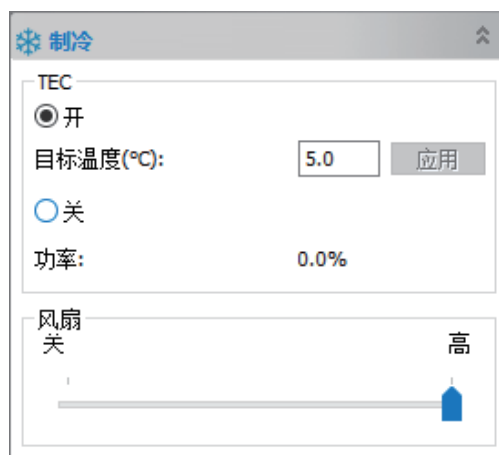 制冷
TEC
开
目标温度(℃): 5.0 应用
关
功率: 0.0%
风扇
关 高